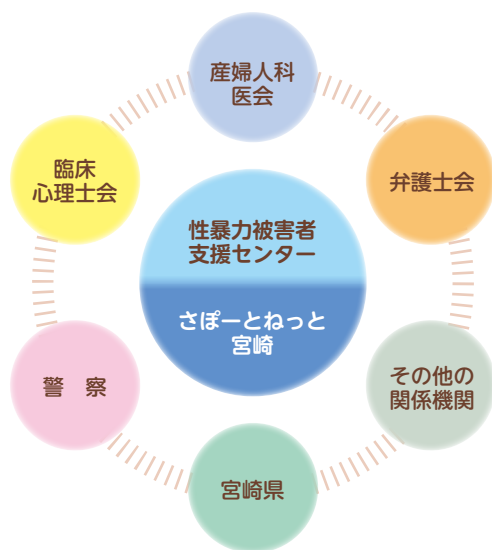 産婦人科
医会
臨床
心理士会
弁護士会
性暴力被害者
支援センター
さぽーとねっと
宮崎
警　察
その他の
関係機関
宮崎県